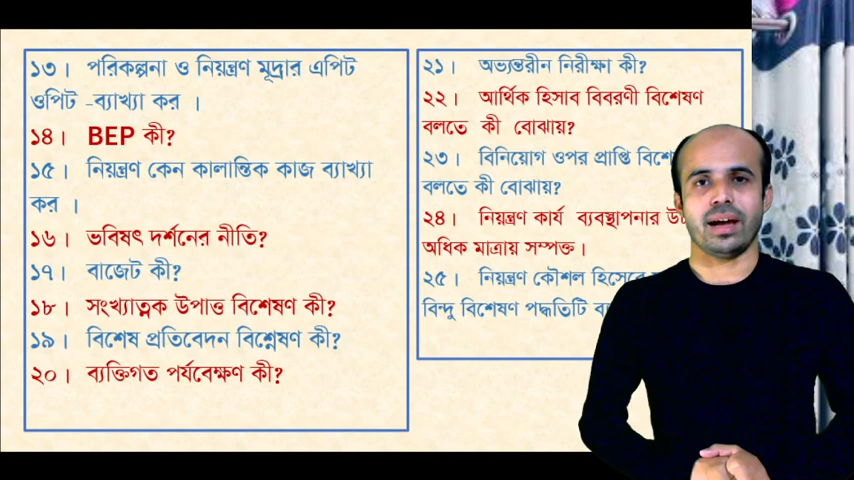 ১৩। পরিকল্পনা ও নিয়ন্ত্রণ মূদ্রার এপিট
ওপিট -ব্যাখ্যা কর ।
১৪। BEP কী?
১৫। নিয়ন্ত্রণ কেন কালান্তিক কাজ ব্যাখ্যা
কর ।
১৬। ভবিষৎ দর্শনের নীতি?
১৭। বাজেট কী?
১৮। সংখ্যাত্নক উপাত্ত বিশেষণ কী?
১৯। বিশেষ প্রতিবেদন বিশ্নেষণ কী?
২০। ব্যক্তিগত পর্যবেক্ষণ কী?
২১। অভ্যন্তরীন নিরীক্ষা কী?
২২। আর্থিক হিসাব বিবরণী বিশেষণ
বলতে কী বোঝায়?
২৩। বিনিয়োগ ওপর প্রাপ্তি
বলতে কী বোঝায়?
২৪। নিয়ন্ত্রণ কার্য ব্যবস্থাপনার
অধিক মাত্রায় সম্পক্ত।
২৫। নিয়ন্ত্রণ কৌশল হিসেবে
বিন্দু বিশেষণ পদ্ধতিটি